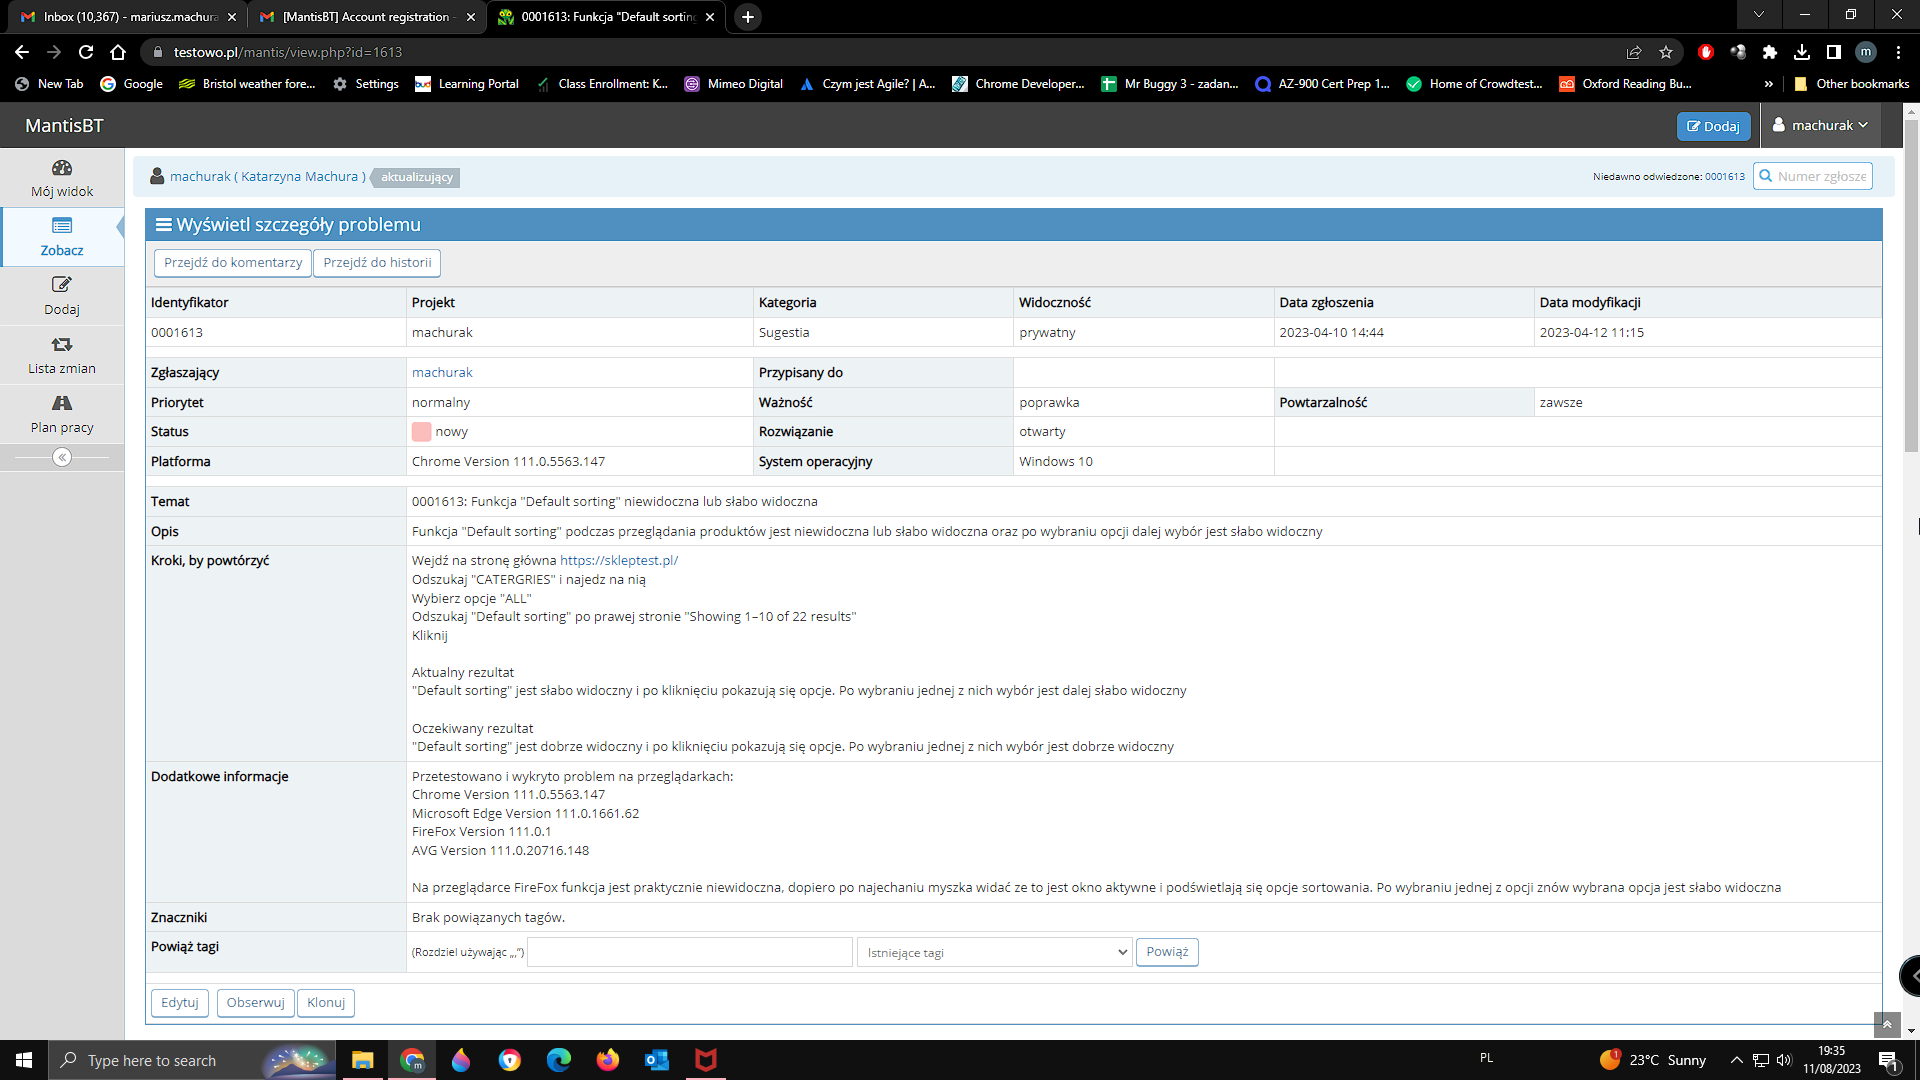 Inbox (10,367) - mariusz.machura
[MantisBT] Account registration -
0001613: Funkcja "Default sorting
testowo.pl/mantis/view.php?id=1613
m
New Tab
Google
Bristol weather fore...
Settings
bud
Learning Portal
Class Enrollment: K...
Mimeo Digital
Czym jest Agile? | A...
Chrome Developer...
Mr Buggy 3 - zadan...
AZ-900 Cert Prep 1...
Home of Crowdtest...
Oxford Reading Bu...
»
Other bookmarks
MantisBT
Dodaj
machurak
Mój widok
Zobacz
Dodaj
Lista zmian
Plan pracy
machurak ( Katarzyna Machura ) aktualizujący
Niedawno odwiedzone: 0001613
Numer zgłosze
Wyświetl szczegóły problemu
Przejdź do komentarzy
Przejdź do historii
Identyfikator Projekt Kategoria Widoczność Data zgłoszenia Data modyfikacji
0001613 machurak Sugestia prywatny 2023-04-10 14:44 2023-04-12 11:15
Zgłaszający machurak Przypisany do
Priorytet normalny Ważność poprawka Powtarzalność zawsze
Status nowy Rozwiązanie otwarty
Platforma Chrome Version 111.0.5563.147 System operacyjny Windows 10
Temat 0001613: Funkcja "Default sorting" niewidoczna lub słabo widoczna
Opis Funkcja "Default sorting" podczas przeglądania produktów jest niewidoczna lub słabo widoczna oraz po wybraniu opcji dalej wybór jest słabo widoczny
Kroki, by powtórzyć Wejdź na stronę główna https://skleptest.pl/
Odszukaj "CATERGRIES" i najedz na nią
Wybierz opcje "ALL"
Odszukaj "Default sorting" po prawej stronie "Showing 1–10 of 22 results"
Kliknij
Aktualny rezultat
"Default sorting" jest słabo widoczny i po kliknięciu pokazują się opcje. Po wybraniu jednej z nich wybór jest dalej słabo widoczny
Oczekiwany rezultat
"Default sorting" jest dobrze widoczny i po kliknięciu pokazują się opcje. Po wybraniu jednej z nich wybór jest dobrze widoczny
Dodatkowe informacje Przetestowano i wykryto problem na przeglądarkach:
Chrome Version 111.0.5563.147
Microsoft Edge Version 111.0.1661.62
FireFox Version 111.0.1
AVG Version 111.0.20716.148
Na przeglądarce FireFox funkcja jest praktycznie niewidoczna, dopiero po najechaniu myszka widać ze to jest okno aktywne i podświetlają się opcje sortowania. Po wybraniu jednej z opcji znów wybrana opcja jest słabo widoczna
Znaczniki Brak powiązanych tagów.
Powiąż tagi (Rozdziel używając „,”) Istniejące tagi Powiąż
Edytuj Obserwuj Klonuj
Type here to search
m
PL
1
23°C Sunny
19:35
11/08/2023
1